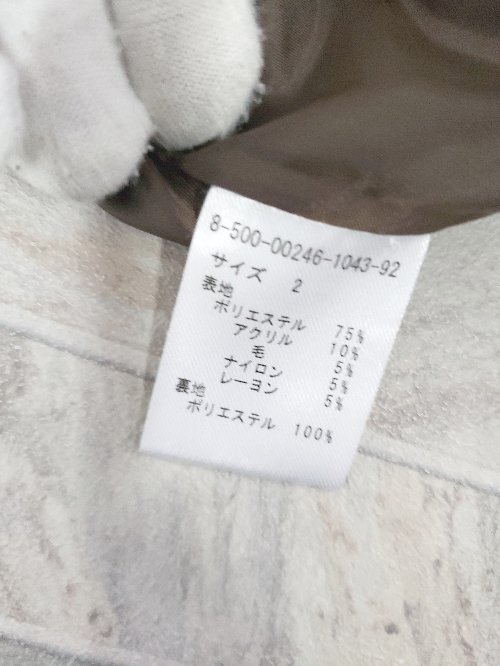 8-500-00246-1043-92
サイズ 2
表地
ポリエステル 75%
アクリル 10%
毛 5%
ナイロン 5%
レーヨン 5%
裏地
ポリエステル 100%